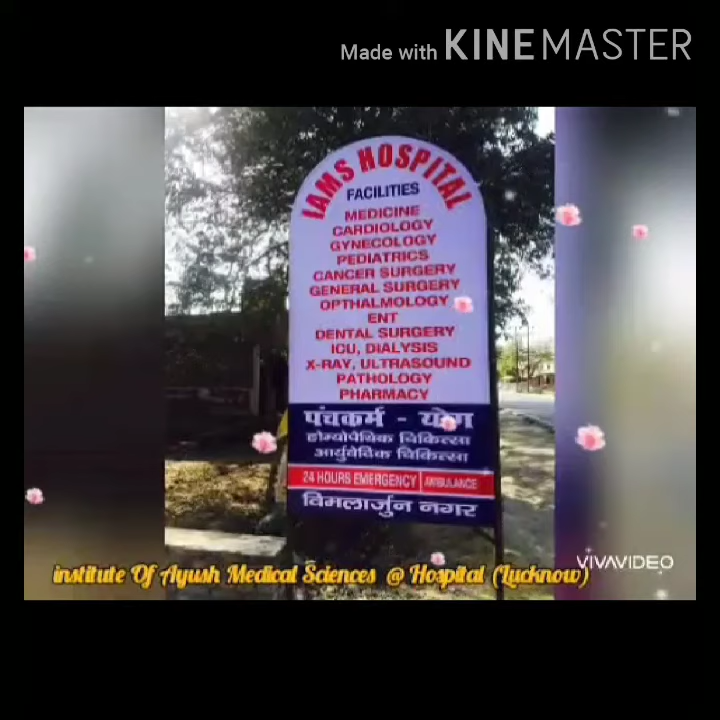 Made with KINEMASTER
IAMS HOSPITAL
FACILITIES
MEDICINE
CARDIOLOGY
GYNECOLOGY
PEDIATRICS
CANCER SURGERY
GENERAL SURGERY
OPTHALMOLOGY
ENT
DENTAL SURGERY
ICU, DIALYSIS
X-RAY, ULTRASOUND
PATHOLOGY
PHARMACY
पंचकर्म - योग
होम्योपैथिक चिकित्सा
आर्युवेदिक चिकित्सा
24 HOURS EMERGENCY AMBULANCE
विमलार्जुन नगर
VIVAVIDEO
institute Of Ayush Medical Sciences @ Hospital (Lucknow)